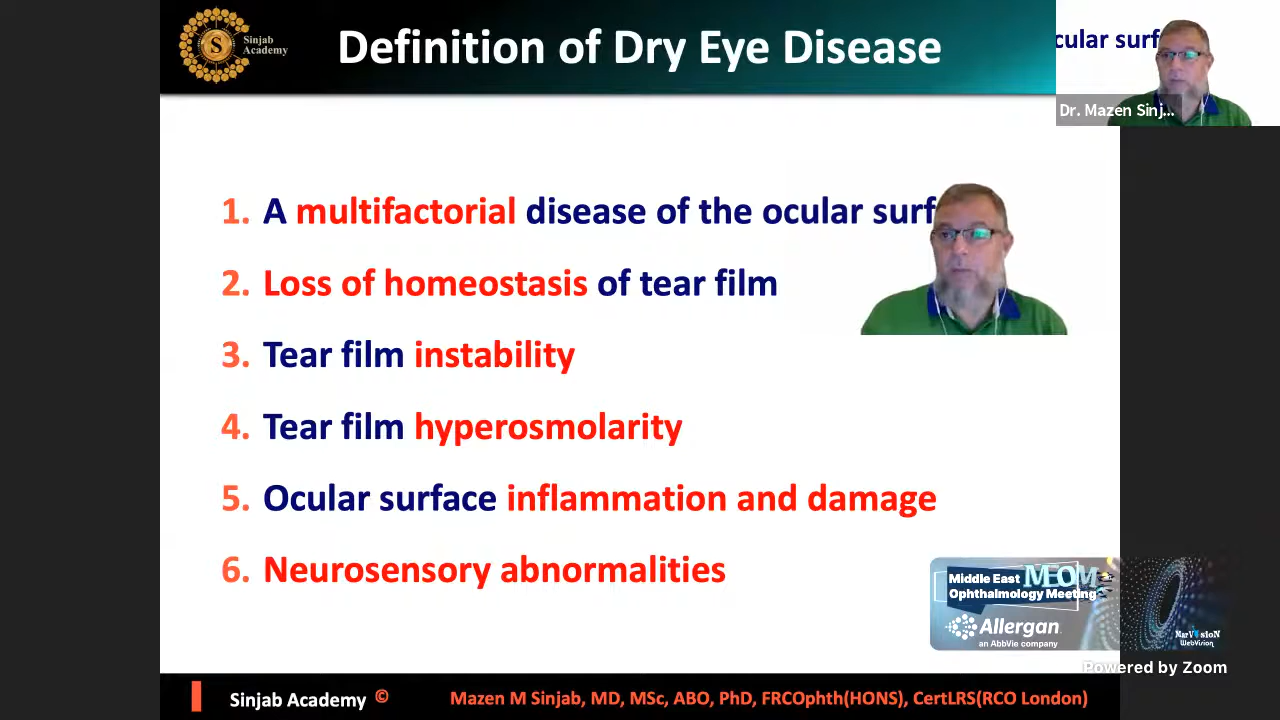 Sinjab
Academy
S
Definition of Dry Eye Disease
cular surf
Dr. Mazen Sinj...
1. A multifactorial disease of the ocular surf
2. Loss of homeostasis of tear film
3. Tear film instability
4. Tear film hyperosmolarity
5. Ocular surface inflammation and damage
6. Neurosensory abnormalities
Middle East MEOM
Ophthalmology Meeting
Allergan
an AbbVie company
MarVisioN
WebVision
Powered by Zoom
Sinjab Academy ©
Mazen M Sinjab, MD, MSc, ABO, PhD, FRCOphth(HONS), CertLRS(RCO London)